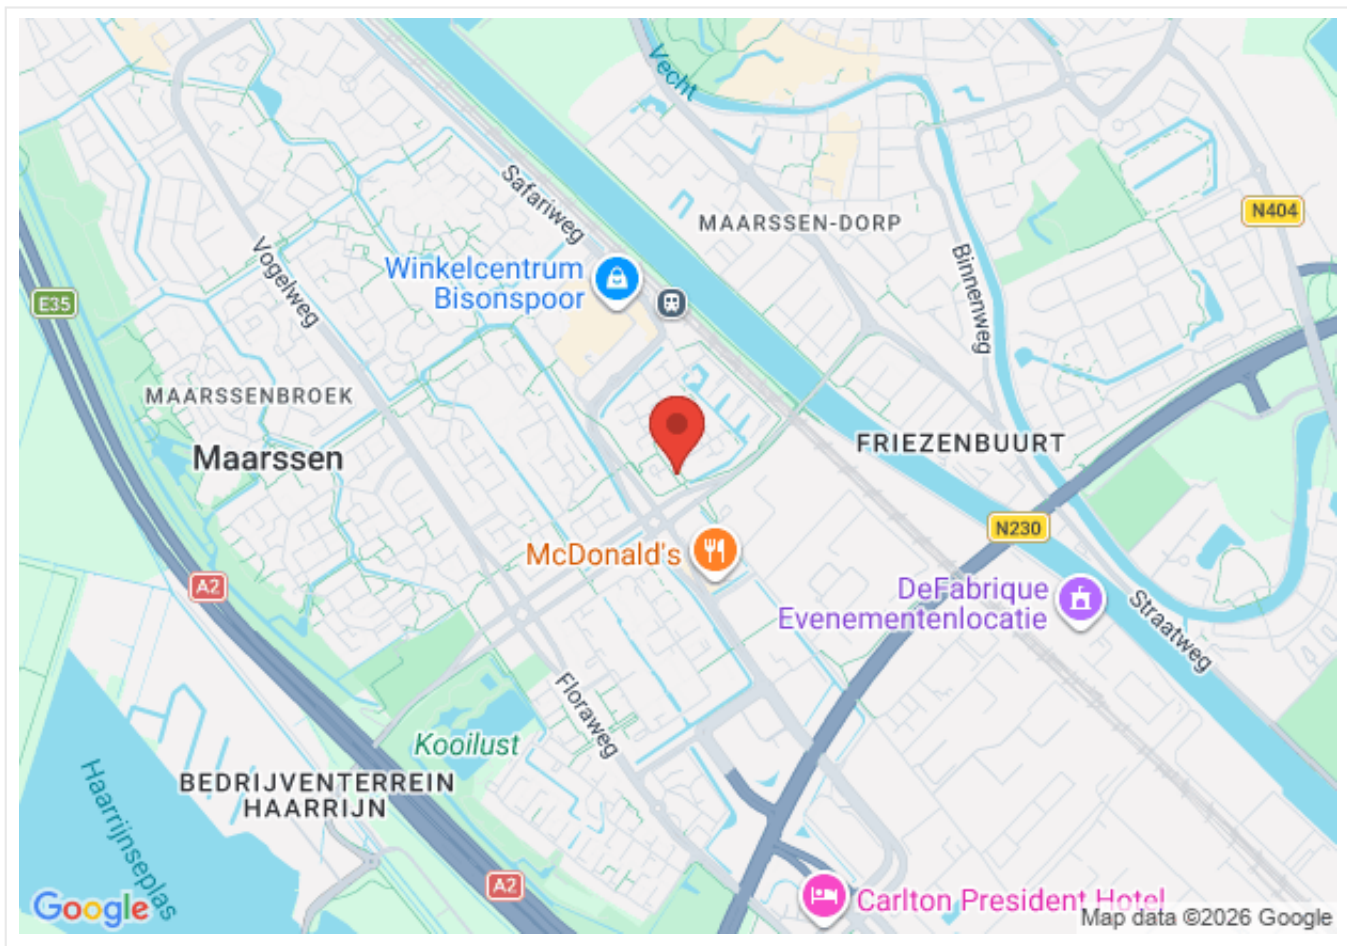 Vecht
Safariweg
N404
MAARSSEN-DORP
Binnenweg
Vogelweg
Winkelcentrum
Bisonspoor
E35
MAARSSENBROEK
Maarssen
FRIEZENBUURT
N230
McDonald's
A2
DeFabrique
Evenementenlocatie
Straatweg
Floraweg
Kooilust
BEDRIJVENTERREIN
HAARRIJN
Haarrijnseplas
A2
Carlton President Hotel
Google
Map data ©2026 Google